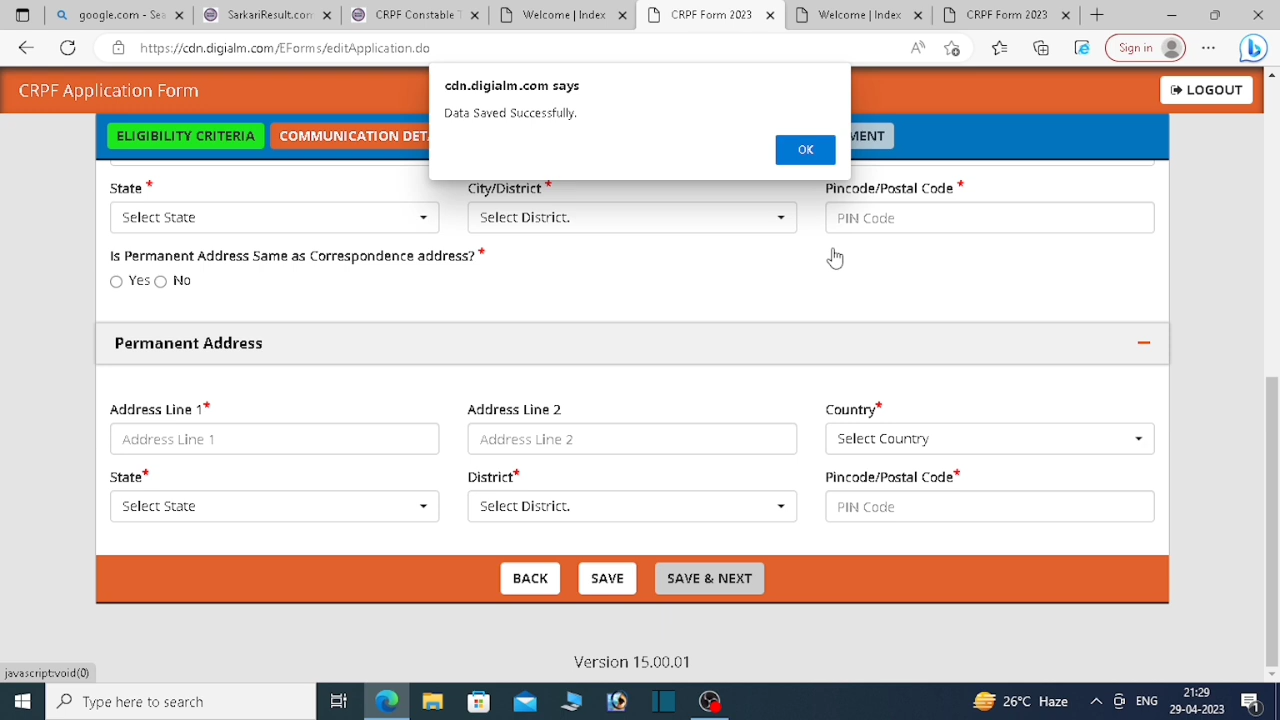 google.com - Sea
SarkariResult.com
CRPF Constable T
Welcome | Index
CRPF Form 2023
Welcome | Index
CRPF Form 2023
https://cdn.digialm.com/EForms/editApplication.do
Sign in
CRPF Application Form
LOGOUT
cdn.digialm.com says
Data Saved Successfully.
OK
ELIGIBILITY CRITERIA
COMMUNICATION DETA
MENT
State *
City/District *
Pincode/Postal Code *
Select State
Select District.
PIN Code
Is Permanent Address Same as Correspondence address? *
Yes No
Permanent Address
Address Line 1*
Address Line 2
Country*
Address Line 1
Address Line 2
Select Country
State*
District*
Pincode/Postal Code*
Select State
Select District.
PIN Code
BACK
SAVE
SAVE & NEXT
Version 15.00.01
javascript:void(0)
Type here to search
26°C Haze
ENG
21:29
29-04-2023
1